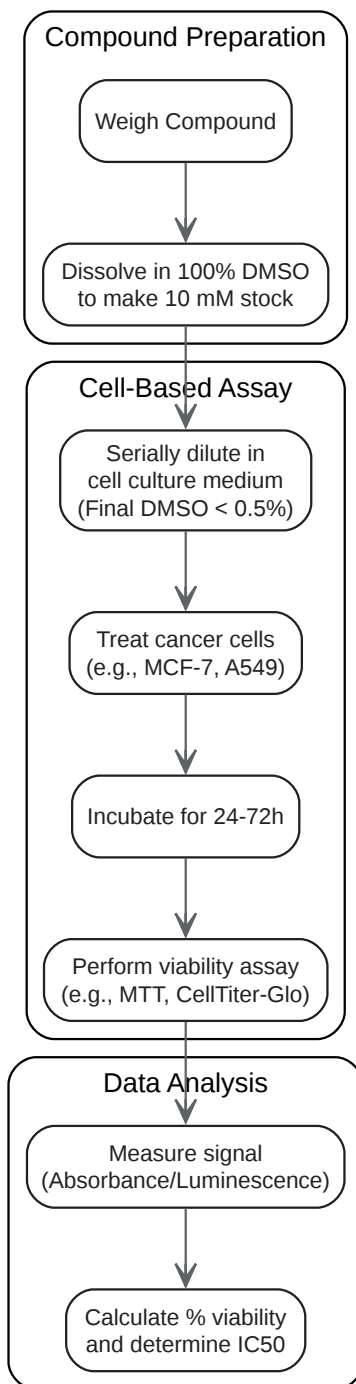 Compound Preparation
Weigh Compound
Dissolve in 100% DMSO
to make 10 mM stock
Cell-Based Assay
Serially dilute in
cell culture medium
(Final DMSO < 0.5%)
Treat cancer cells
(e.g., MCF-7, A549)
Incubate for 24-72h
Perform viability assay
(e.g., MTT, CellTiter-Glo)
Data Analysis
Measure signal
(Absorbance/Luminescence)
Calculate % viability
and determine IC50